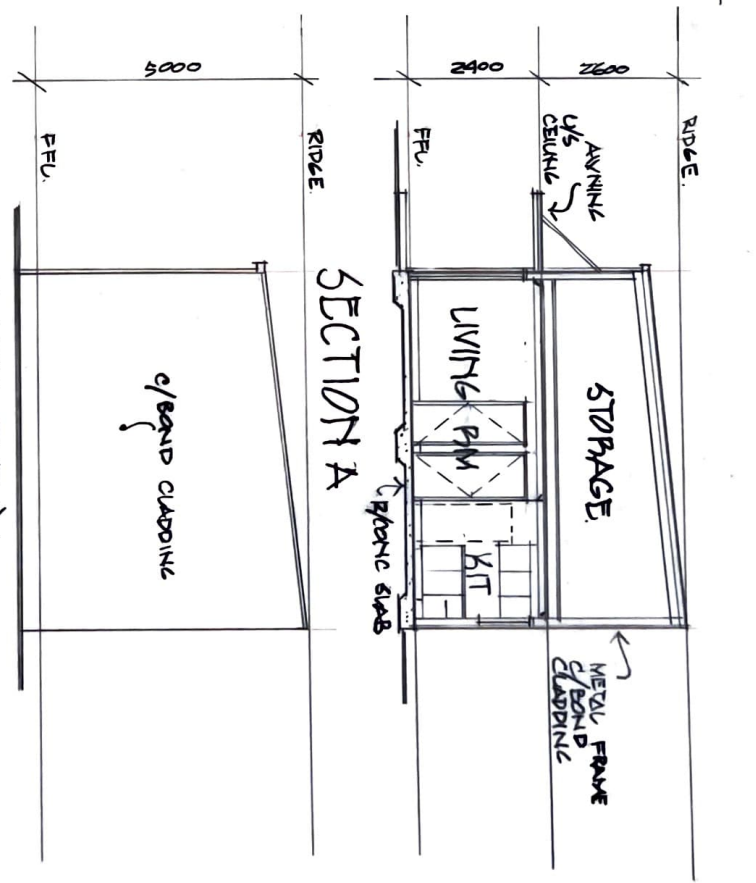 RIDGE.
2600
AWNING
U/S
CEILING
2400
FFL.
STORAGE.
LIVING RM
KIT
METAL FRAME
C/BOND
CLADDING
R/CONC SLAB
SECTION A
RIDGE.
5000
FFL.
C/BOND CLADDING